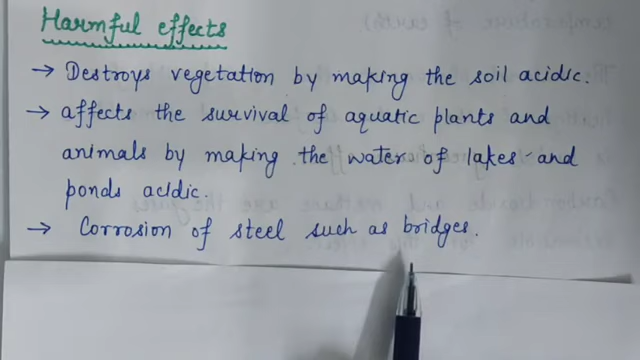 Harmful effects
→ Destroys vegetation by making the soil acidic.
→ affects the survival of aquatic plants and
animals by making the water of lakes and
ponds acidic.
→ Corrosion of steel such as bridges.